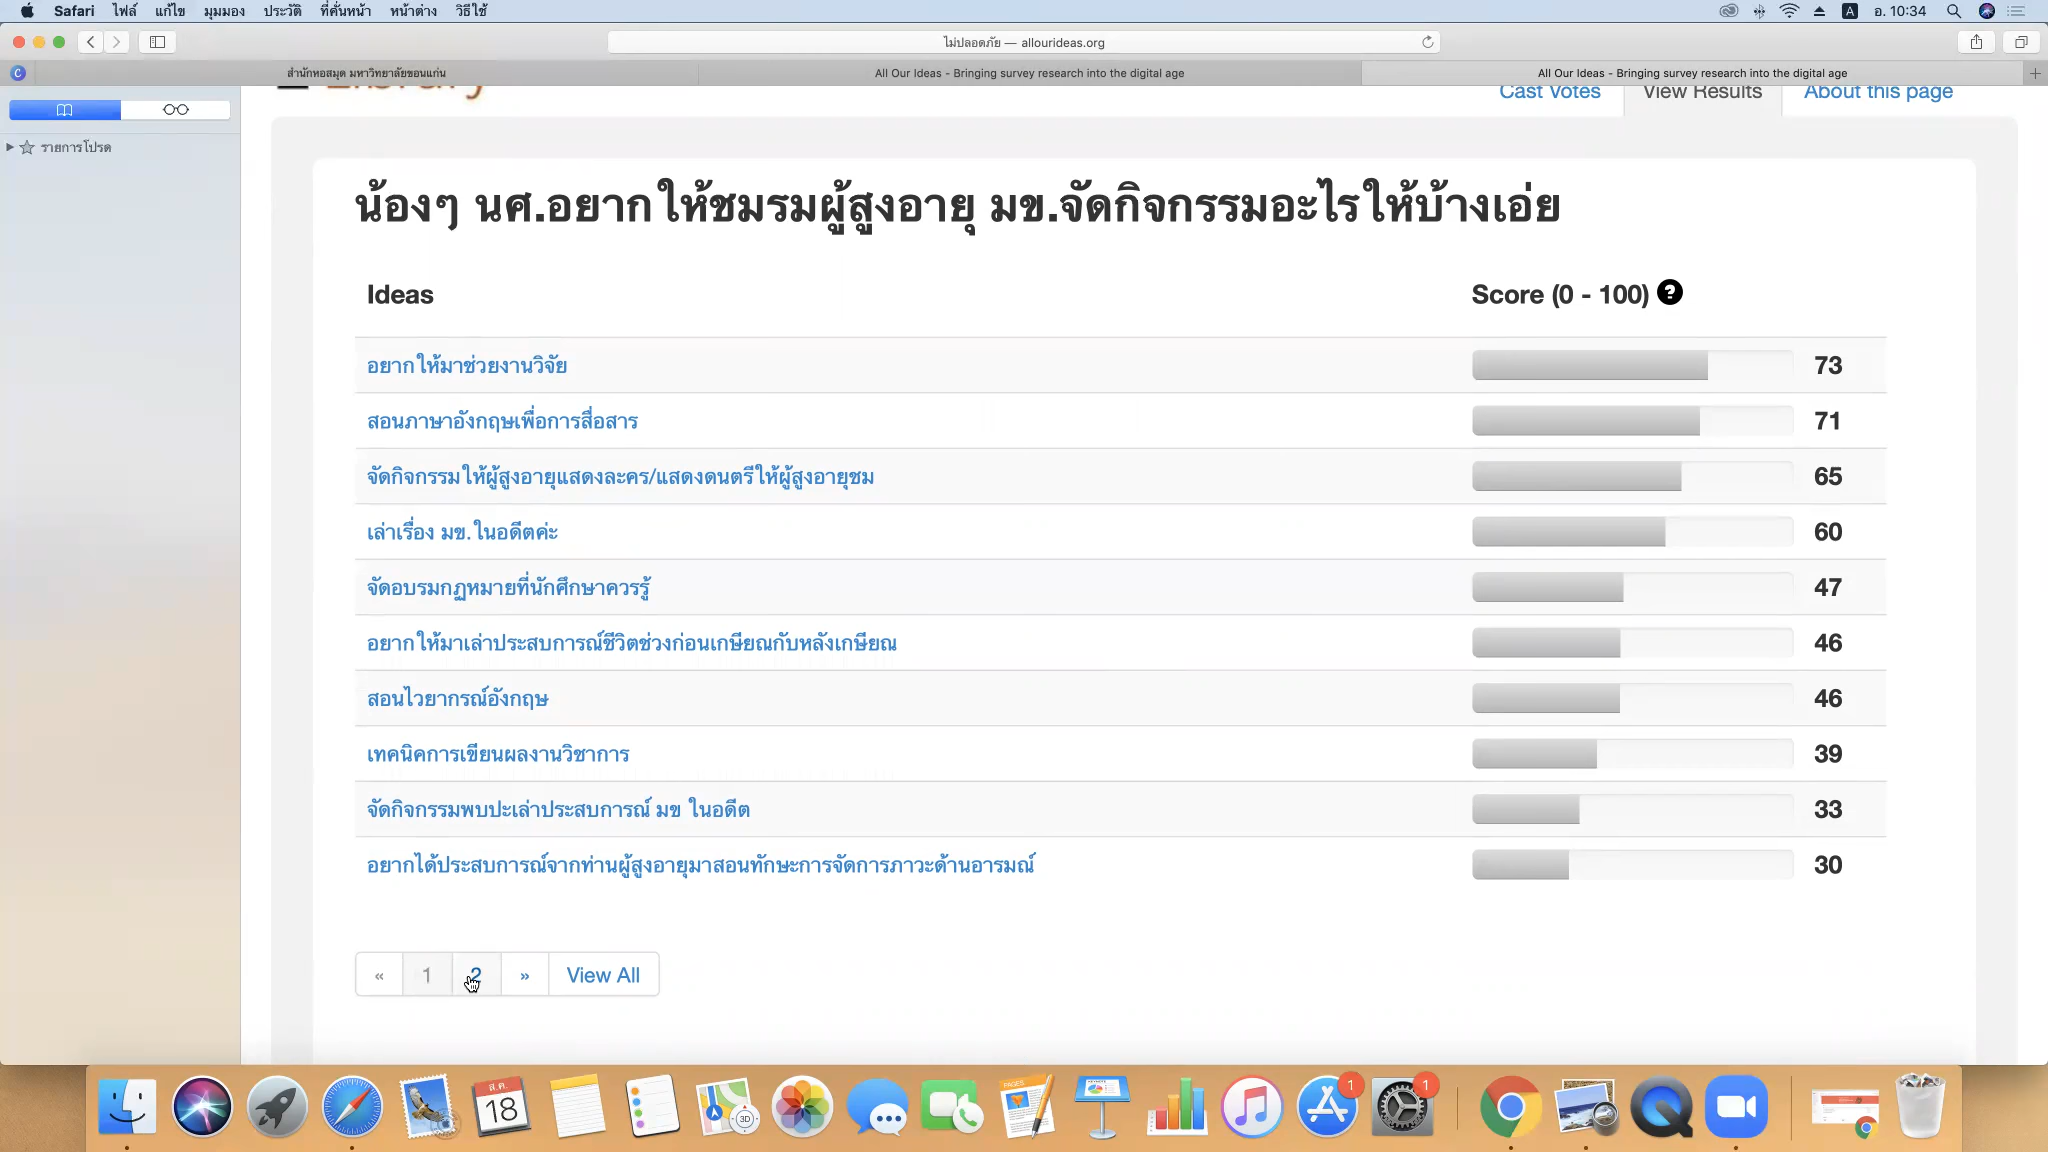 Safari ไฟล์ แก้ไข มุมมอง ประวัติ ที่คั่นหน้า หน้าต่าง วิธีใช้ A อ. 10:34
ไม่ปลอดภัย — allourideas.org
สำนักหอสมุด มหาวิทยาลัยขอนแก่น All Our Ideas - Bringing survey research into the digital age All Our Ideas - Bringing survey research into the digital age
Cast Votes View Results About this page
รายการโปรด
น้องๆ นศ.อยากให้ชมรมผู้สูงอายุ มข.จัดกิจกรรมอะไรให้บ้างเอ่ย
Ideas Score (0 - 100) ?
อยากให้มาช่วยงานวิจัย 73
สอนภาษาอังกฤษเพื่อการสื่อสาร 71
จัดกิจกรรมให้ผู้สูงอายุแสดงละคร/แสดงดนตรีให้ผู้สูงอายุชม 65
เล่าเรื่อง มข.ในอดีตค่ะ 60
จัดอบรมกฏหมายที่นักศึกษาควรรู้ 47
อยากให้มาเล่าประสบการณ์ชีวิตช่วงก่อนเกษียณกับหลังเกษียณ 46
สอนไวยากรณ์อังกฤษ 46
เทคนิคการเขียนผลงานวิชาการ 39
จัดกิจกรรมพบปะเล่าประสบการณ์ มข ในอดีต 33
อยากได้ประสบการณ์จากท่านผู้สูงอายุมาสอนทักษะการจัดการภาวะด้านอารมณ์ 30
« 1 2 » View All
ส.ค.
18
3D
PAGES
1
1